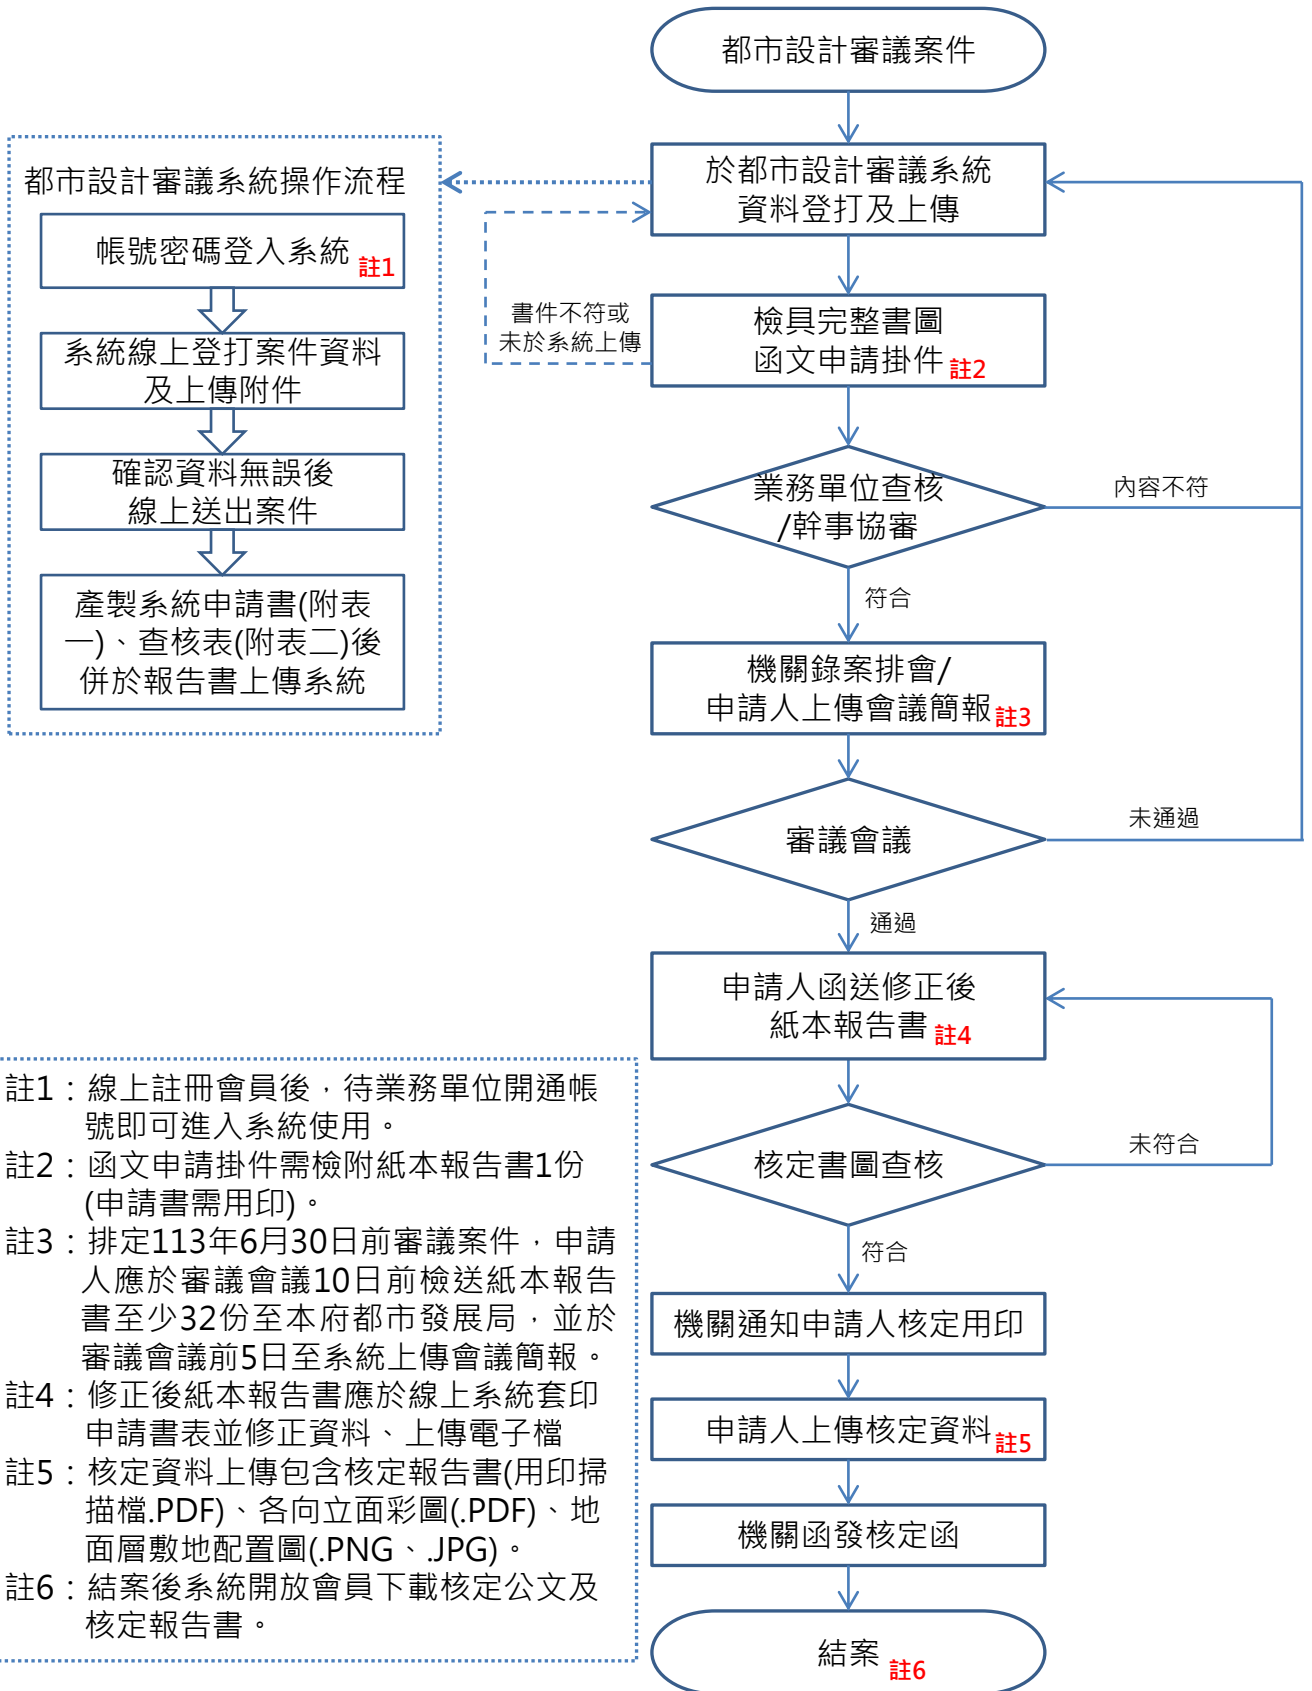 都市設計審議案件
於都市設計審議系統
資料登打及上傳
都市設計審議系統操作流程
帳號密碼登入系統 註1
系統線上登打案件資料
及上傳附件
確認資料無誤後
線上送出案件
產製系統申請書(附表
一)、查核表(附表二)後
併於報告書上傳系統
書件不符或
未於系統上傳
檢具完整書圖
函文申請掛件 註2
業務單位查核
/幹事協審
內容不符
符合
機關錄案排會/
申請人上傳會議簡報 註3
審議會議
未通過
通過
申請人函送修正後
紙本報告書 註4
核定書圖查核
未符合
符合
機關通知申請人核定用印
申請人上傳核定資料 註5
機關函發核定函
結案 註6
註1：線上註冊會員後，待業務單位開通帳
號即可進入系統使用。
註2：函文申請掛件需檢附紙本報告書1份
(申請書需用印)。
註3：排定113年6月30日前審議案件，申請
人應於審議會議10日前檢送紙本報告
書至少32份至本府都市發展局，並於
審議會議前5日至系統上傳會議簡報。
註4：修正後紙本報告書應於線上系統套印
申請書表並修正資料、上傳電子檔
註5：核定資料上傳包含核定報告書(用印掃
描檔.PDF)、各向立面彩圖(.PDF)、地
面層敷地配置圖(.PNG、.JPG)。
註6：結案後系統開放會員下載核定公文及
核定報告書。